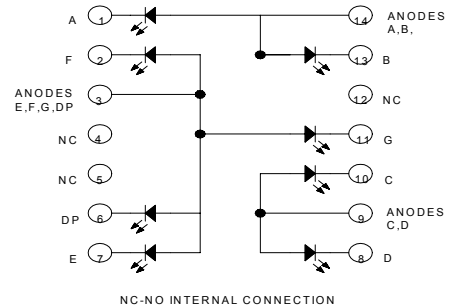 A 1 14 ANODES
A,B,
F 2 13 B
ANODES
E,F,G,DP 3 12 NC
NC 4 11 G
NC 5 10 C
DP 6 9 ANODES
C,D
E 7 8 D
NC-NO INTERNAL CONNECTION